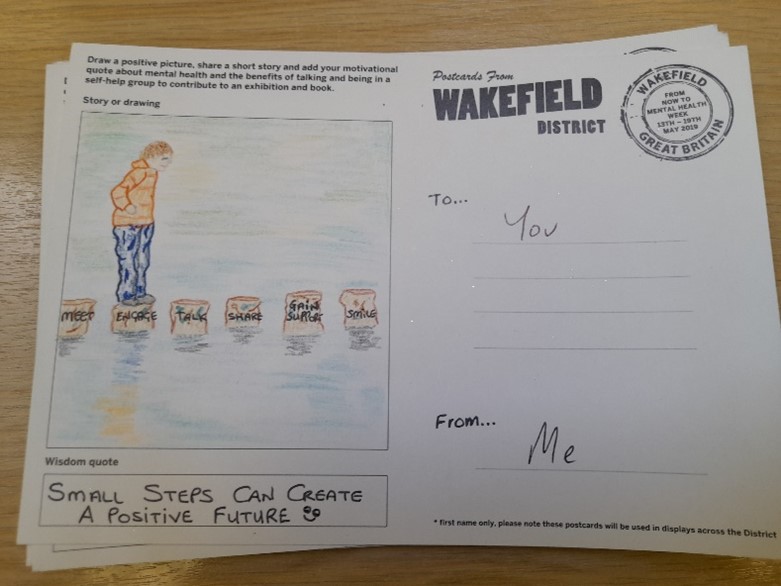 Draw a positive picture, share a short story and add your motivational
quote about mental health and the benefits of talking and being in a
self-help group to contribute to an exhibition and book.
Story or drawing
MEET ENGAGE TALK SHARE GAIN SUPPORT SMILE
Wisdom quote
SMALL STEPS CAN CREATE
A POSITIVE FUTURE
Postcards From
WAKEFIELD
DISTRICT
WAKEFIELD
FROM
NOW TO
MENTAL HEALTH
WEEK
13TH - 19TH
MAY 2019
GREAT BRITAIN
To...
You
From...
Me
* first name only, please note these postcards will be used in displays across the District